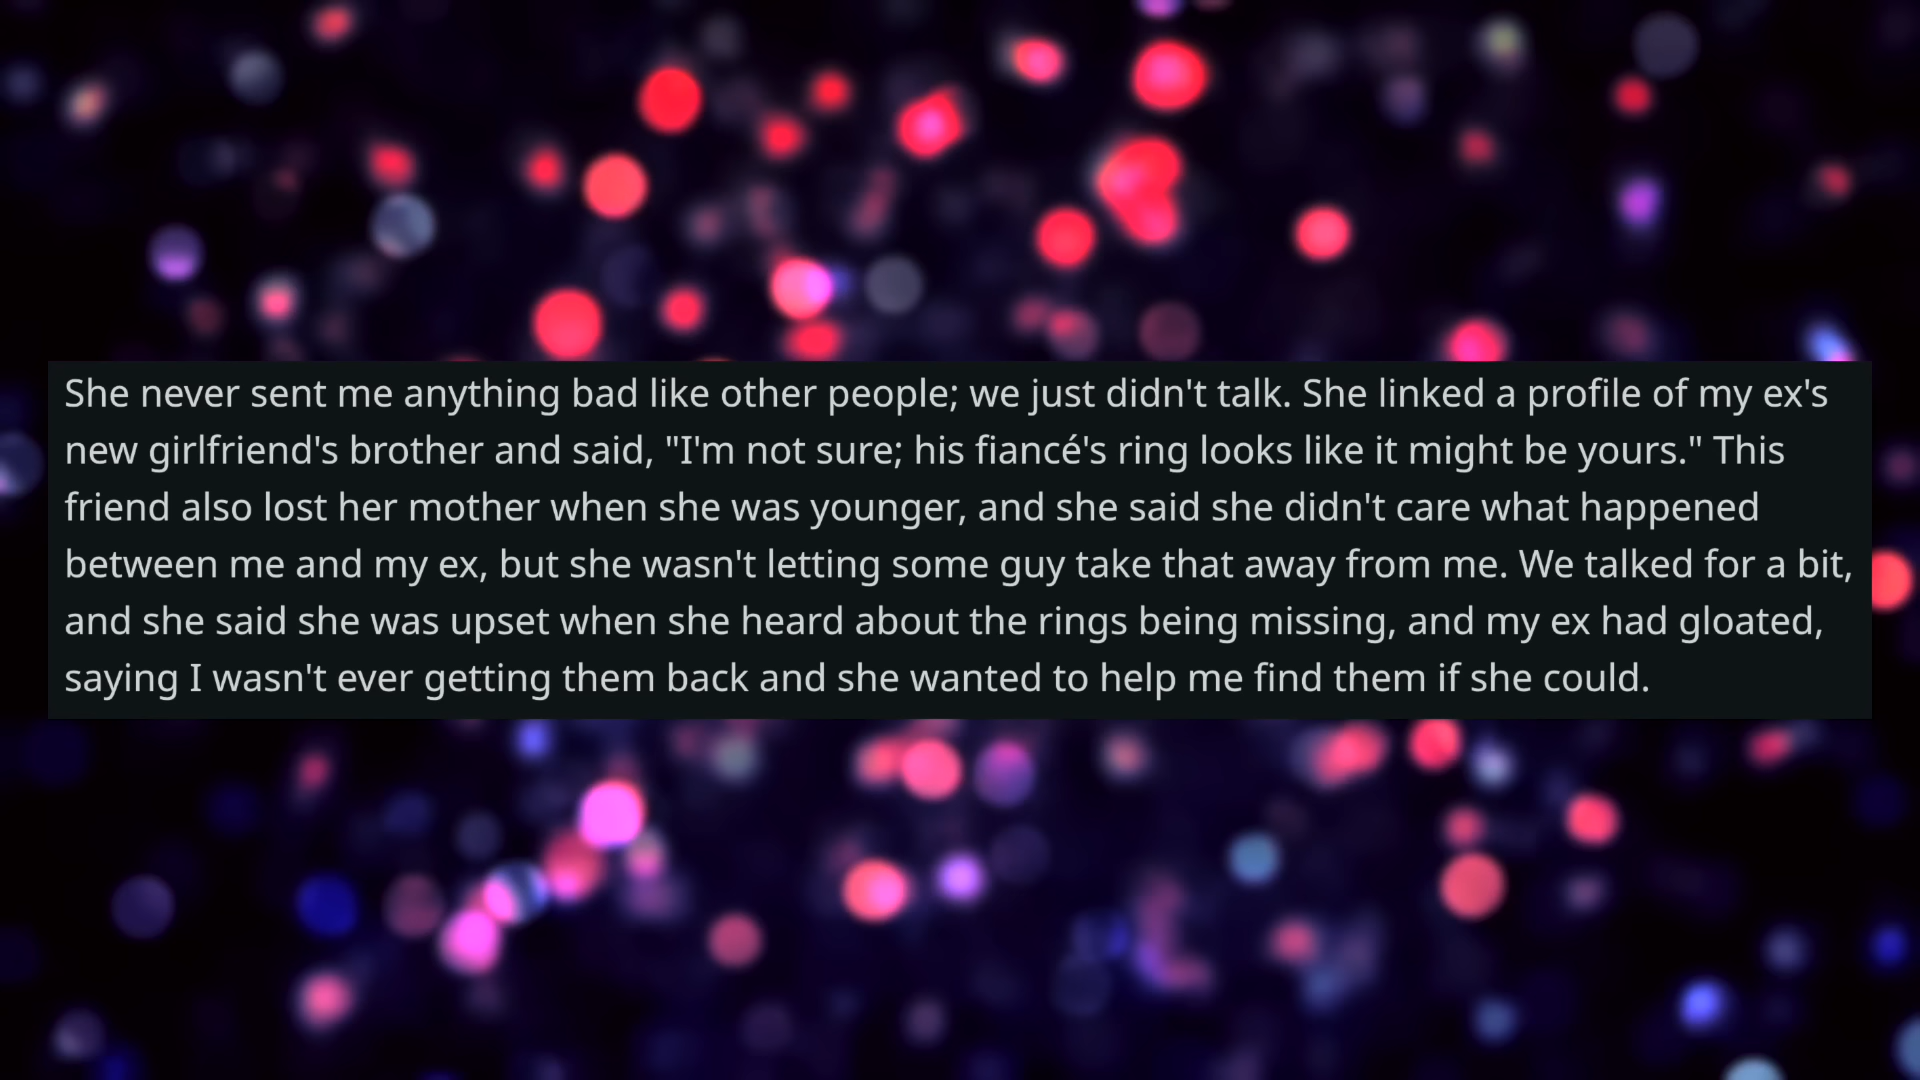 She never sent me anything bad like other people; we just didn't talk. She linked a profile of my ex's
new girlfriend's brother and said, "I'm not sure; his fiancé's ring looks like it might be yours." This
friend also lost her mother when she was younger, and she said she didn't care what happened
between me and my ex, but she wasn't letting some guy take that away from me. We talked for a bit,
and she said she was upset when she heard about the rings being missing, and my ex had gloated,
saying I wasn't ever getting them back and she wanted to help me find them if she could.